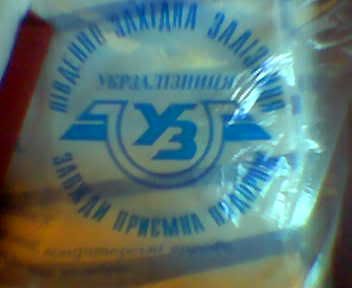 ПІВДЕННО ЗАХІДНА ЗАЛІЗНИЦЯ
УКРЗАЛІЗНИЦЯ
УЗ
ЗАВЖДИ ПРИЄМНА ПОДОРОЖ